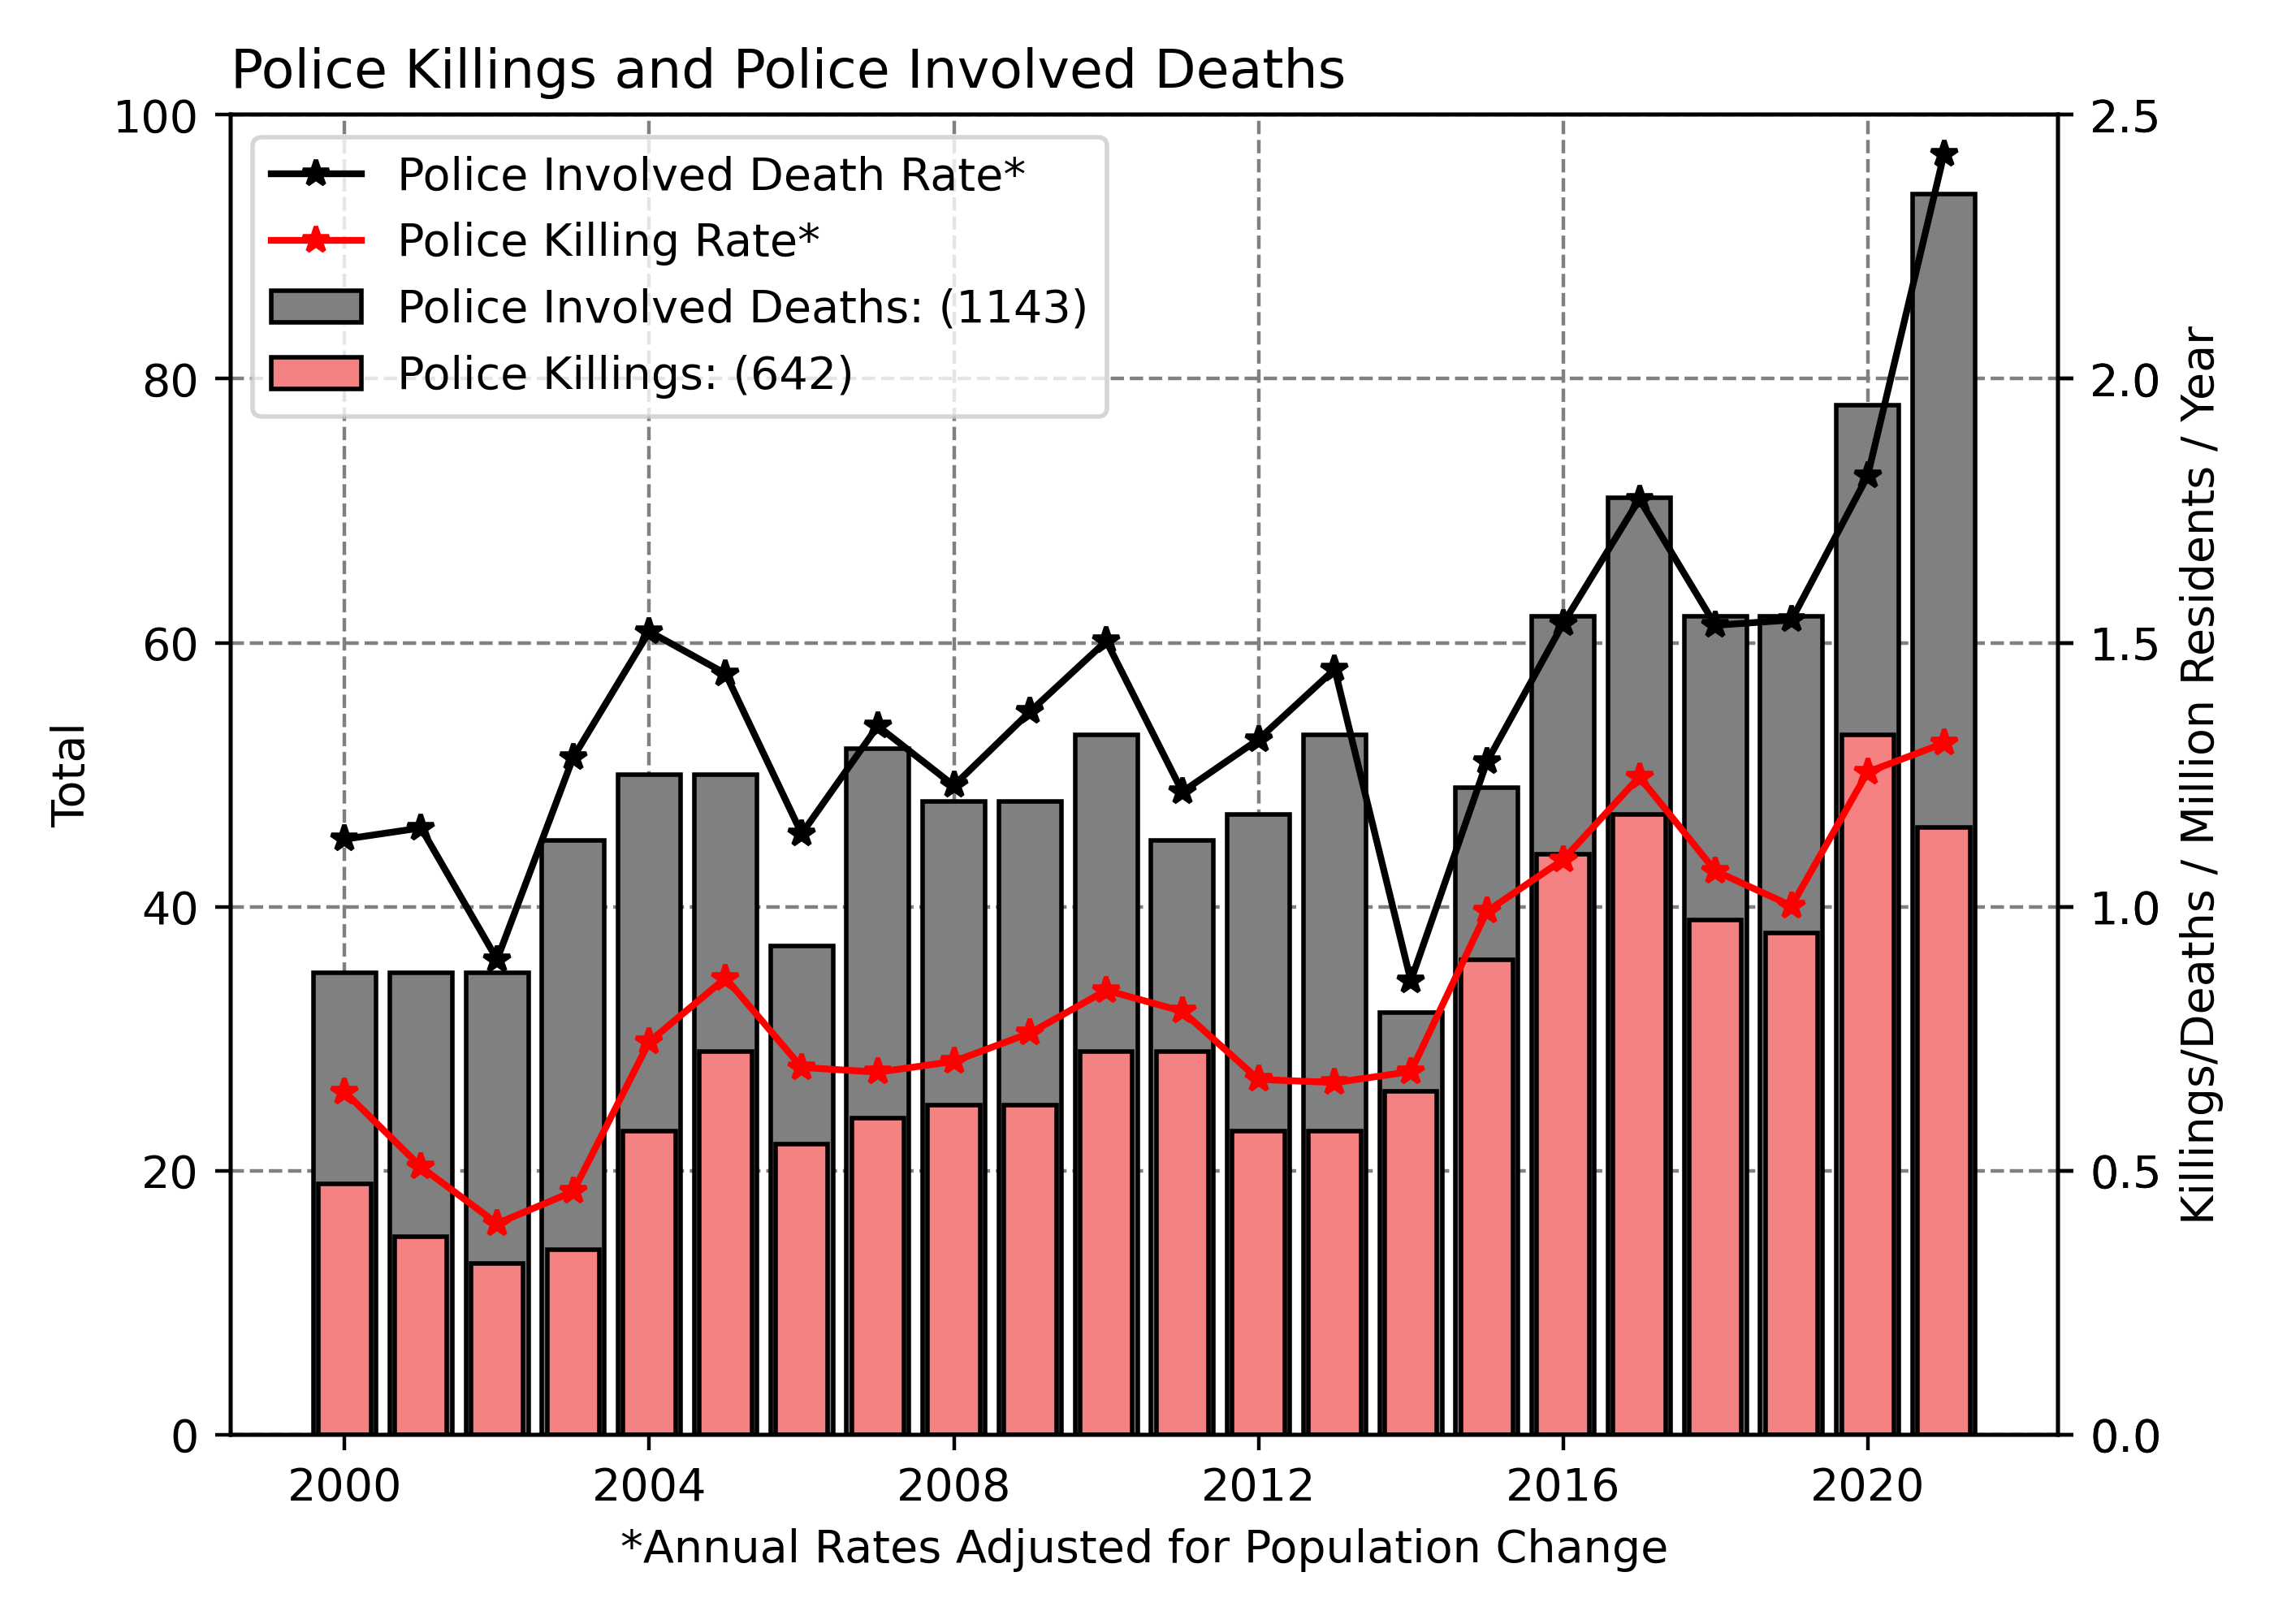 Police Killings and Police Involved Deaths
100
80
60
40
20
0
Total
Police Involved Death Rate*
Police Killing Rate*
Police Involved Deaths: (1143)
Police Killings: (642)
2.5
2.0
1.5
1.0
0.5
0.0
Killings/Deaths / Million Residents / Year
2000 2004 2008 2012 2016 2020
*Annual Rates Adjusted for Population Change